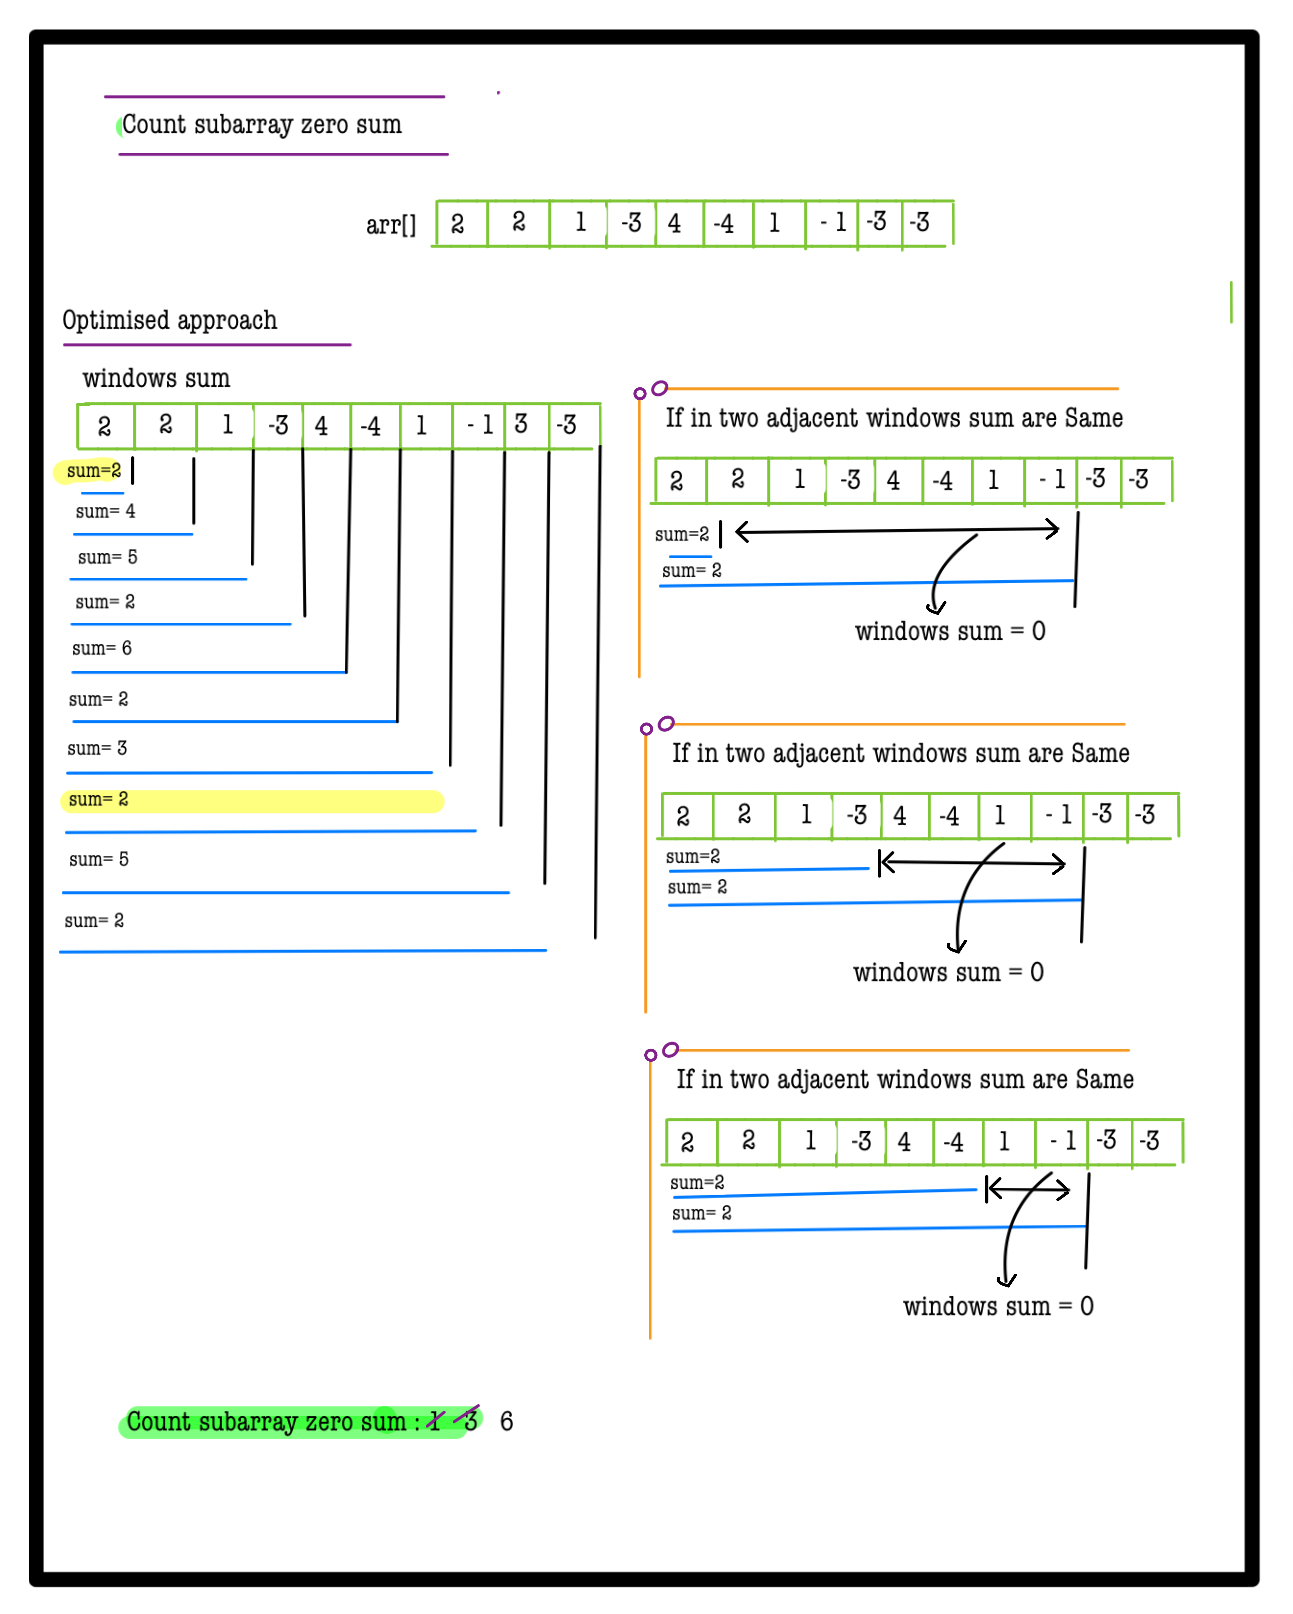 Count subarray zero sum
arr[] 2 2 1 -3 4 -4 1 - 1 -3 -3
Optimised approach
windows sum
2 2 1 -3 4 -4 1 - 1 3 -3
sum=2
sum= 4
sum= 5
sum= 2
sum= 6
sum= 2
sum= 3
sum= 2
sum= 5
sum= 2
If in two adjacent windows sum are Same
2 2 1 -3 4 -4 1 - 1 -3 -3
sum=2
sum= 2
windows sum = 0
If in two adjacent windows sum are Same
2 2 1 -3 4 -4 1 - 1 -3 -3
sum=2
sum= 2
windows sum = 0
If in two adjacent windows sum are Same
2 2 1 -3 4 -4 1 - 1 -3 -3
sum=2
sum= 2
windows sum = 0
Count subarray zero sum : 1 3 6